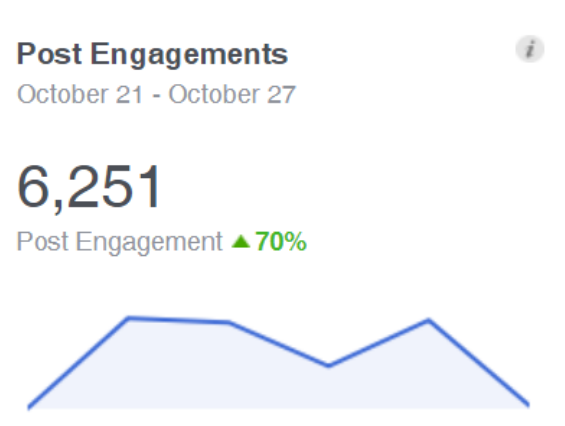 Post Engagements
i
October 21 - October 27
6,251
Post Engagement ▲ 70%